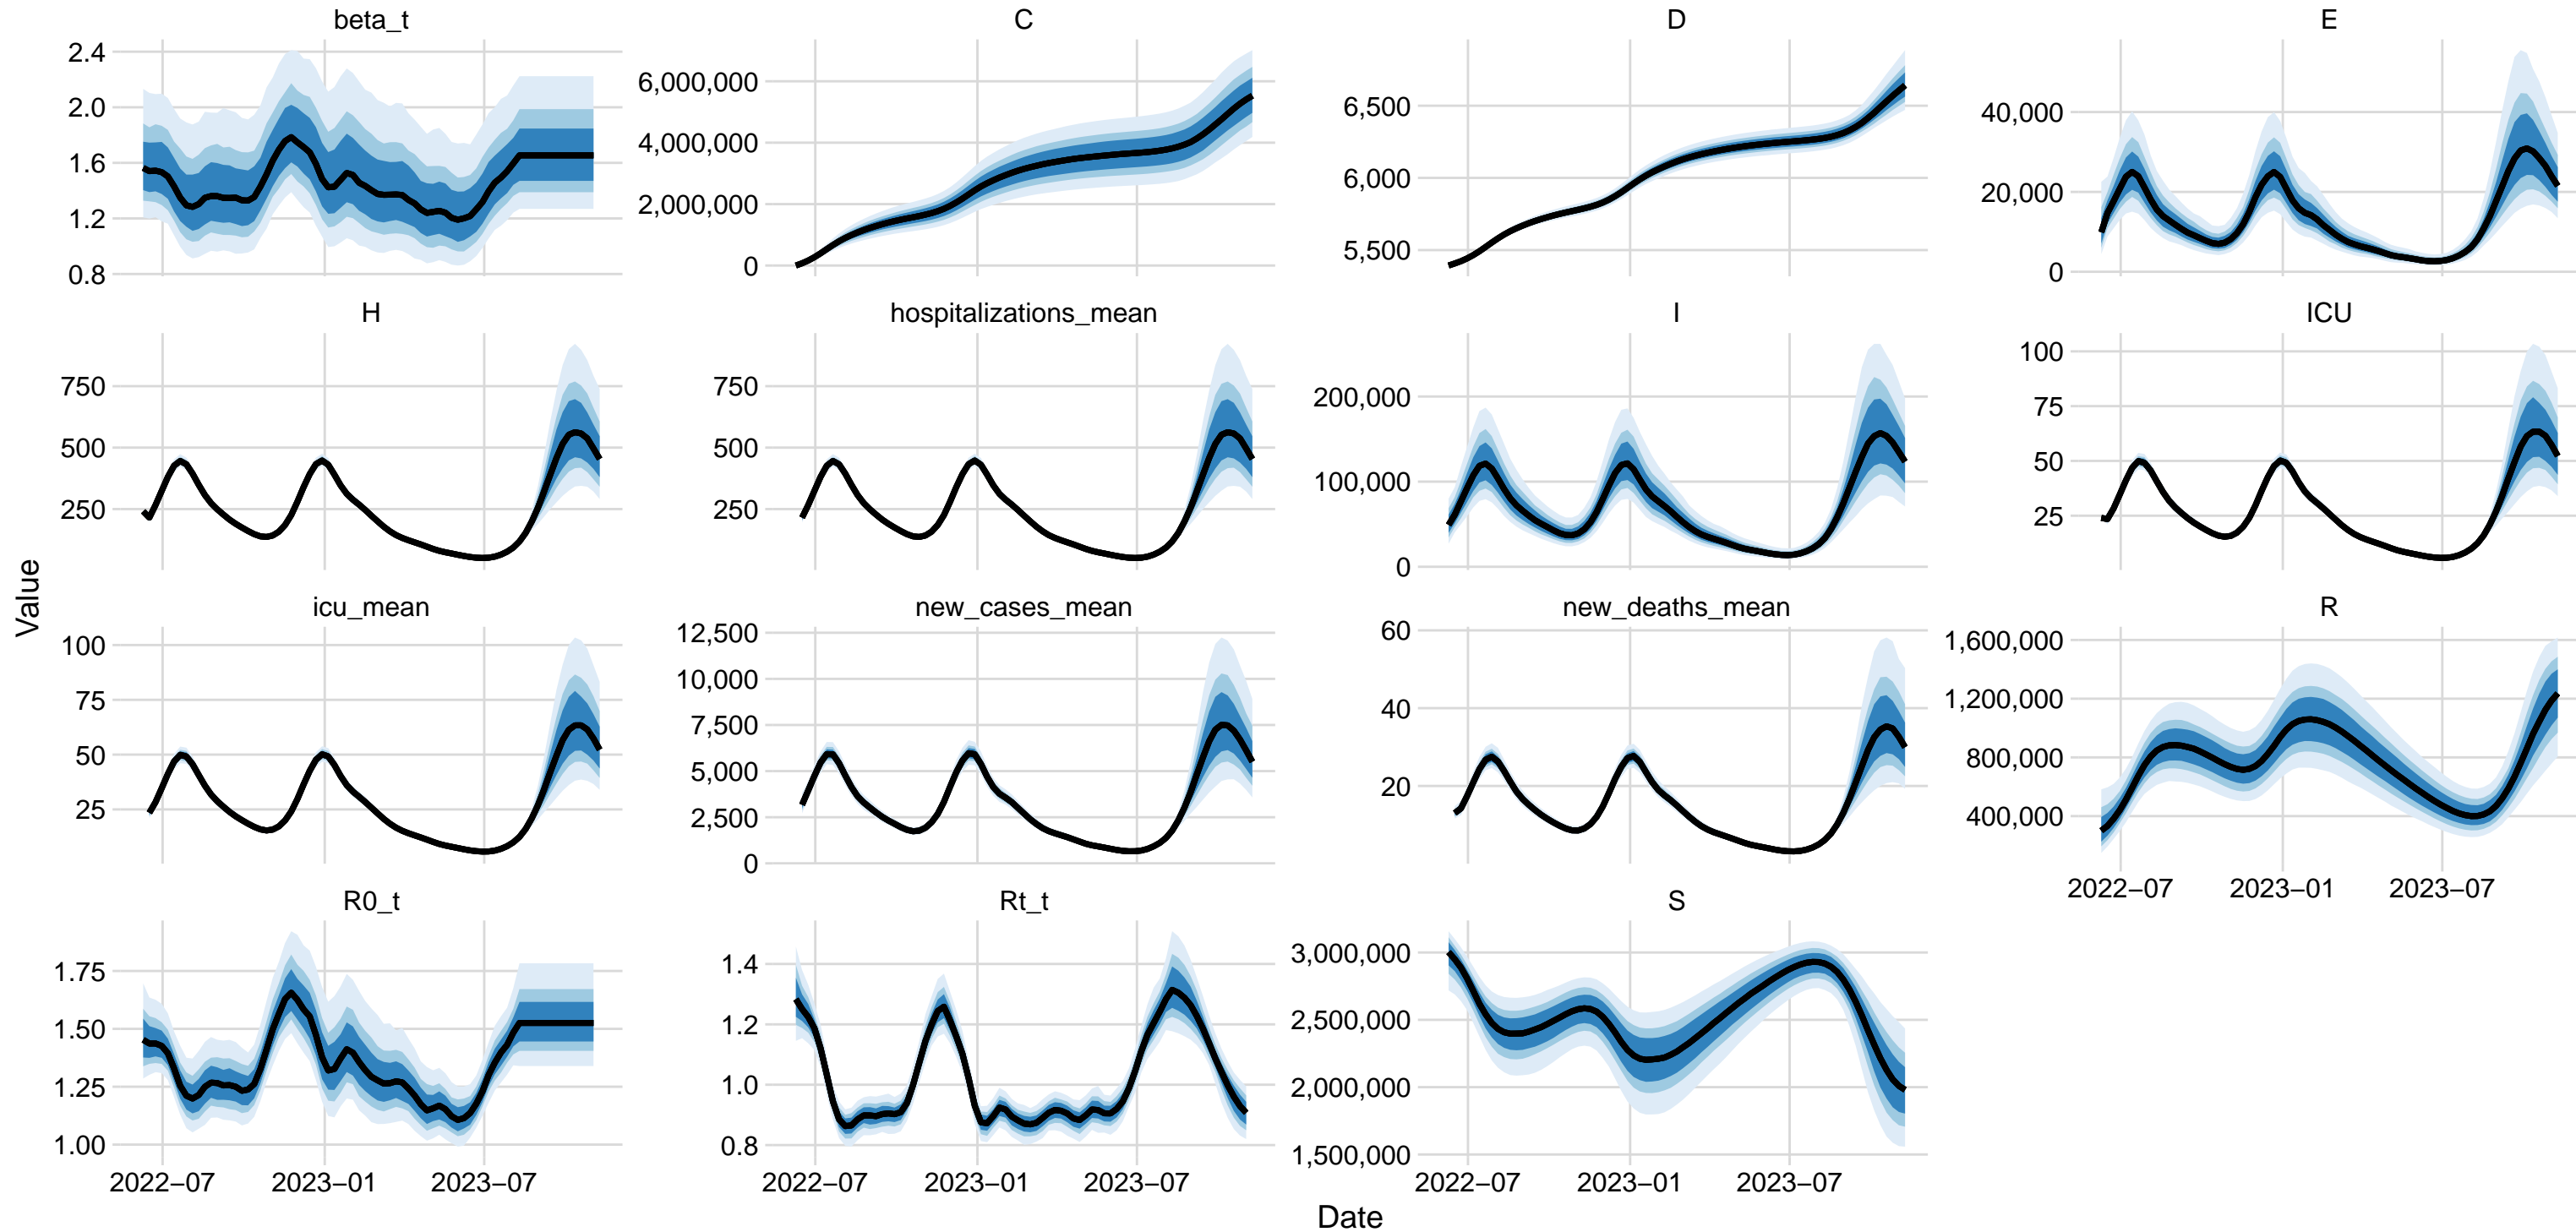 beta_t
C
D
E
2.4
2.0
1.6
1.2
0.8
6,000,000
4,000,000
2,000,000
0
6,500
6,000
5,500
40,000
20,000
0
H
hospitalizations_mean
I
ICU
750
500
250
750
500
250
200,000
100,000
0
100
75
50
25
Value
icu_mean
new_cases_mean
new_deaths_mean
R
100
75
50
25
12,500
10,000
7,500
5,000
2,500
0
60
40
20
1,600,000
1,200,000
800,000
400,000
2022−07 2023−01 2023−07
R0_t
Rt_t
S
1.75
1.50
1.25
1.00
1.4
1.2
1.0
0.8
3,000,000
2,500,000
2,000,000
1,500,000
2022−07 2023−01 2023−07
2022−07 2023−01 2023−07
2022−07 2023−01 2023−07
Date